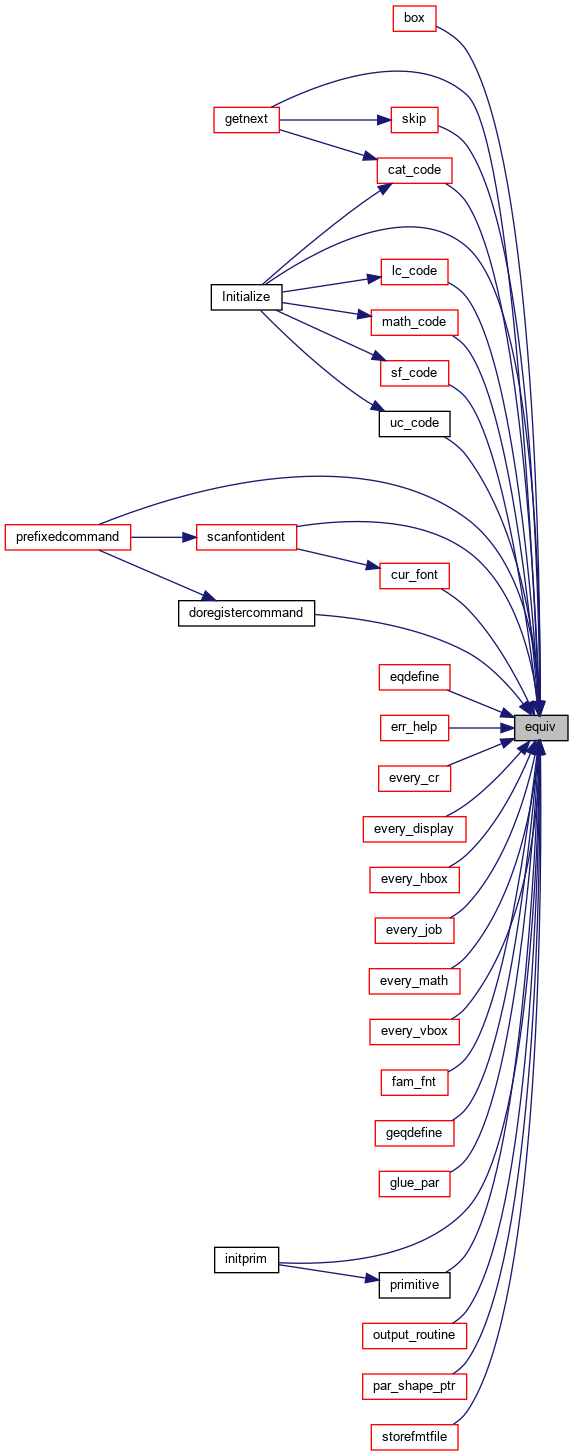 box
getnext
skip
cat_code
lc_code
Initialize
math_code
sf_code
uc_code
prefixedcommand
scanfontident
cur_font
doregistercommand
eqdefine
err_help
equiv
every_cr
every_display
every_hbox
every_job
every_math
every_vbox
fam_fnt
geqdefine
glue_par
initprim
primitive
output_routine
par_shape_ptr
storefmtfile